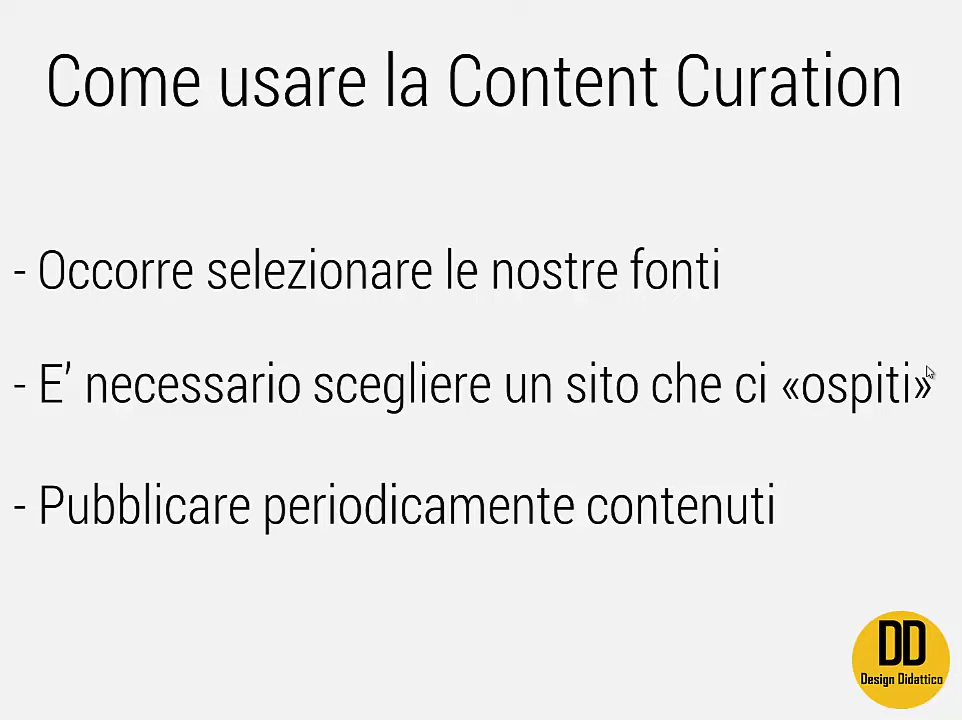 Come usare la Content Curation
- Occorre selezionare le nostre fonti
- E’ necessario scegliere un sito che ci «ospiti»
- Pubblicare periodicamente contenuti
DD
Design Didattico